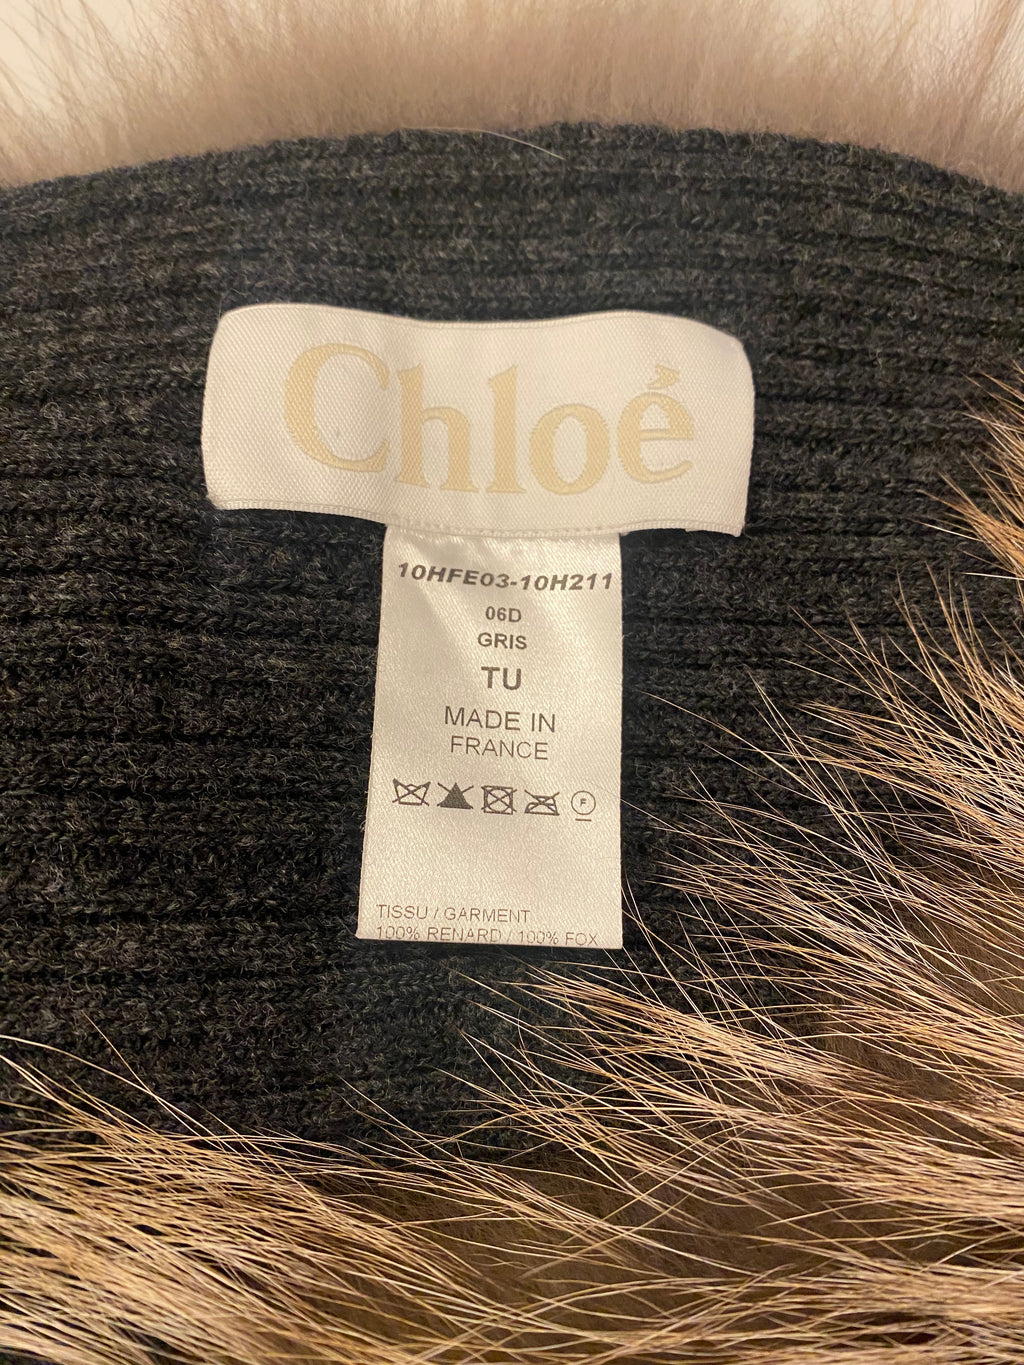 Chloé
10HFE03-10H211
06D
GRIS
TU
MADE IN
FRANCE
F
TISSU / GARMENT
100% RENARD / 100% FOX